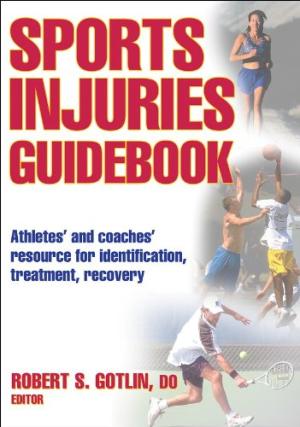 SPORTS
INJURIES
GUIDEBOOK
Athletes' and coaches'
resource for identification,
treatment, recovery
ROBERT S. GOTLIN, DO
EDITOR